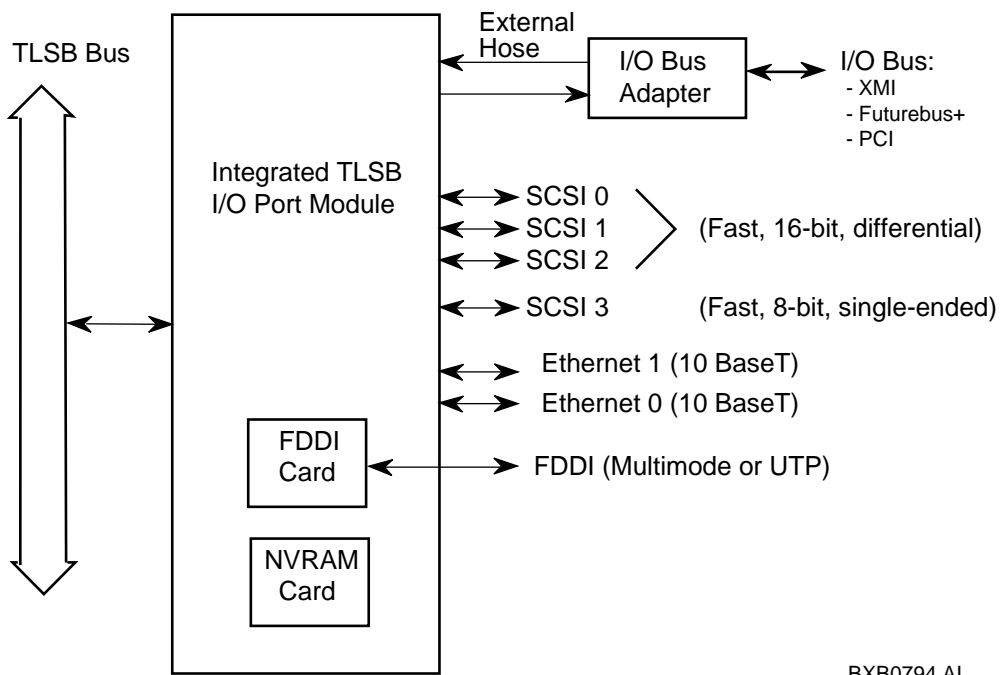 TLSB Bus
External
Hose
I/O Bus
Adapter
I/O Bus:
- XMI
- Futurebus+
- PCI
Integrated TLSB
I/O Port Module
SCSI 0
SCSI 1
SCSI 2
(Fast, 16-bit, differential)
SCSI 3
(Fast, 8-bit, single-ended)
Ethernet 1 (10 BaseT)
Ethernet 0 (10 BaseT)
FDDI
Card
FDDI (Multimode or UTP)
NVRAM
Card
BXB0794.AI